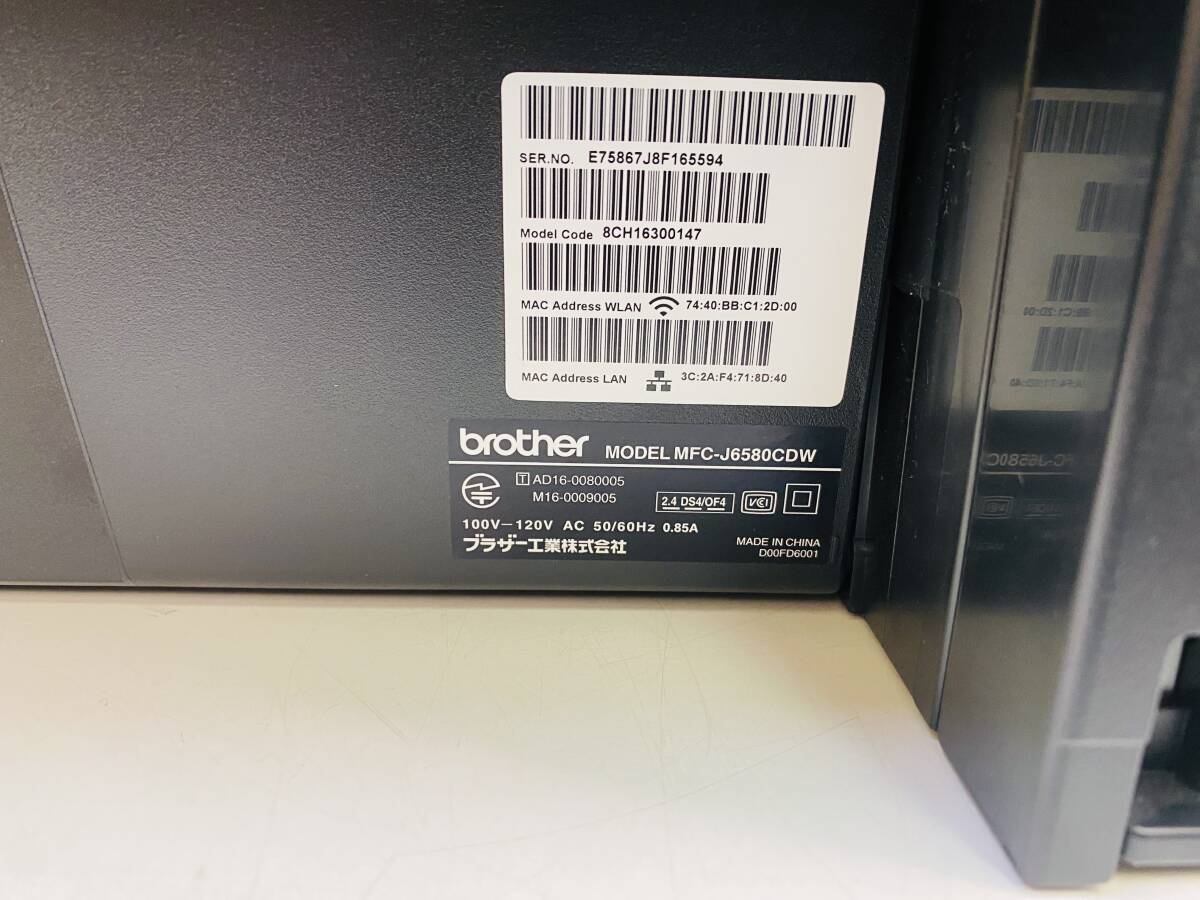 SER.NO. E75867J8F165594
Model Code 8CH16300147
MAC Address WLAN 74:40:BB:C1:2D:00
MAC Address LAN 3C:2A:F4:71:8D:40
brother MODEL MFC-J6580CDW
T AD16-0080005
M16-0009005
2.4 DS4/OF4 VCI
100V-120V AC 50/60Hz 0.85A
ブラザー工業株式会社
MADE IN CHINA
D00FD6001